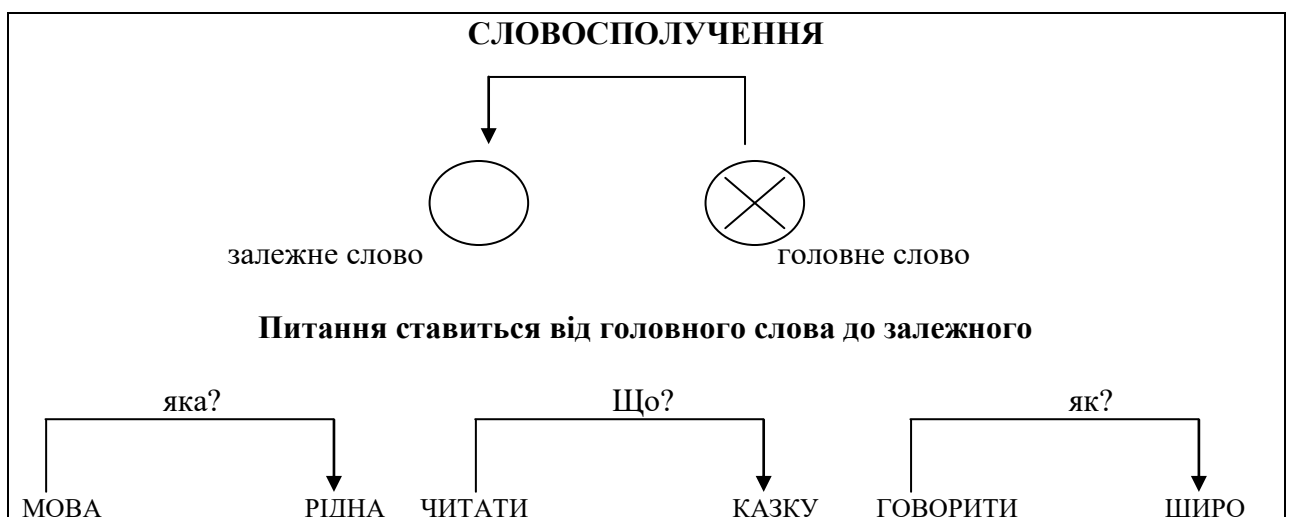 СЛОВОСПОЛУЧЕННЯ
залежне слово головне слово
Питання ставиться від головного слова до залежного
яка? Що? як?
МОВА РІДНА ЧИТАТИ КАЗКУ ГОВОРИТИ ЩИРО